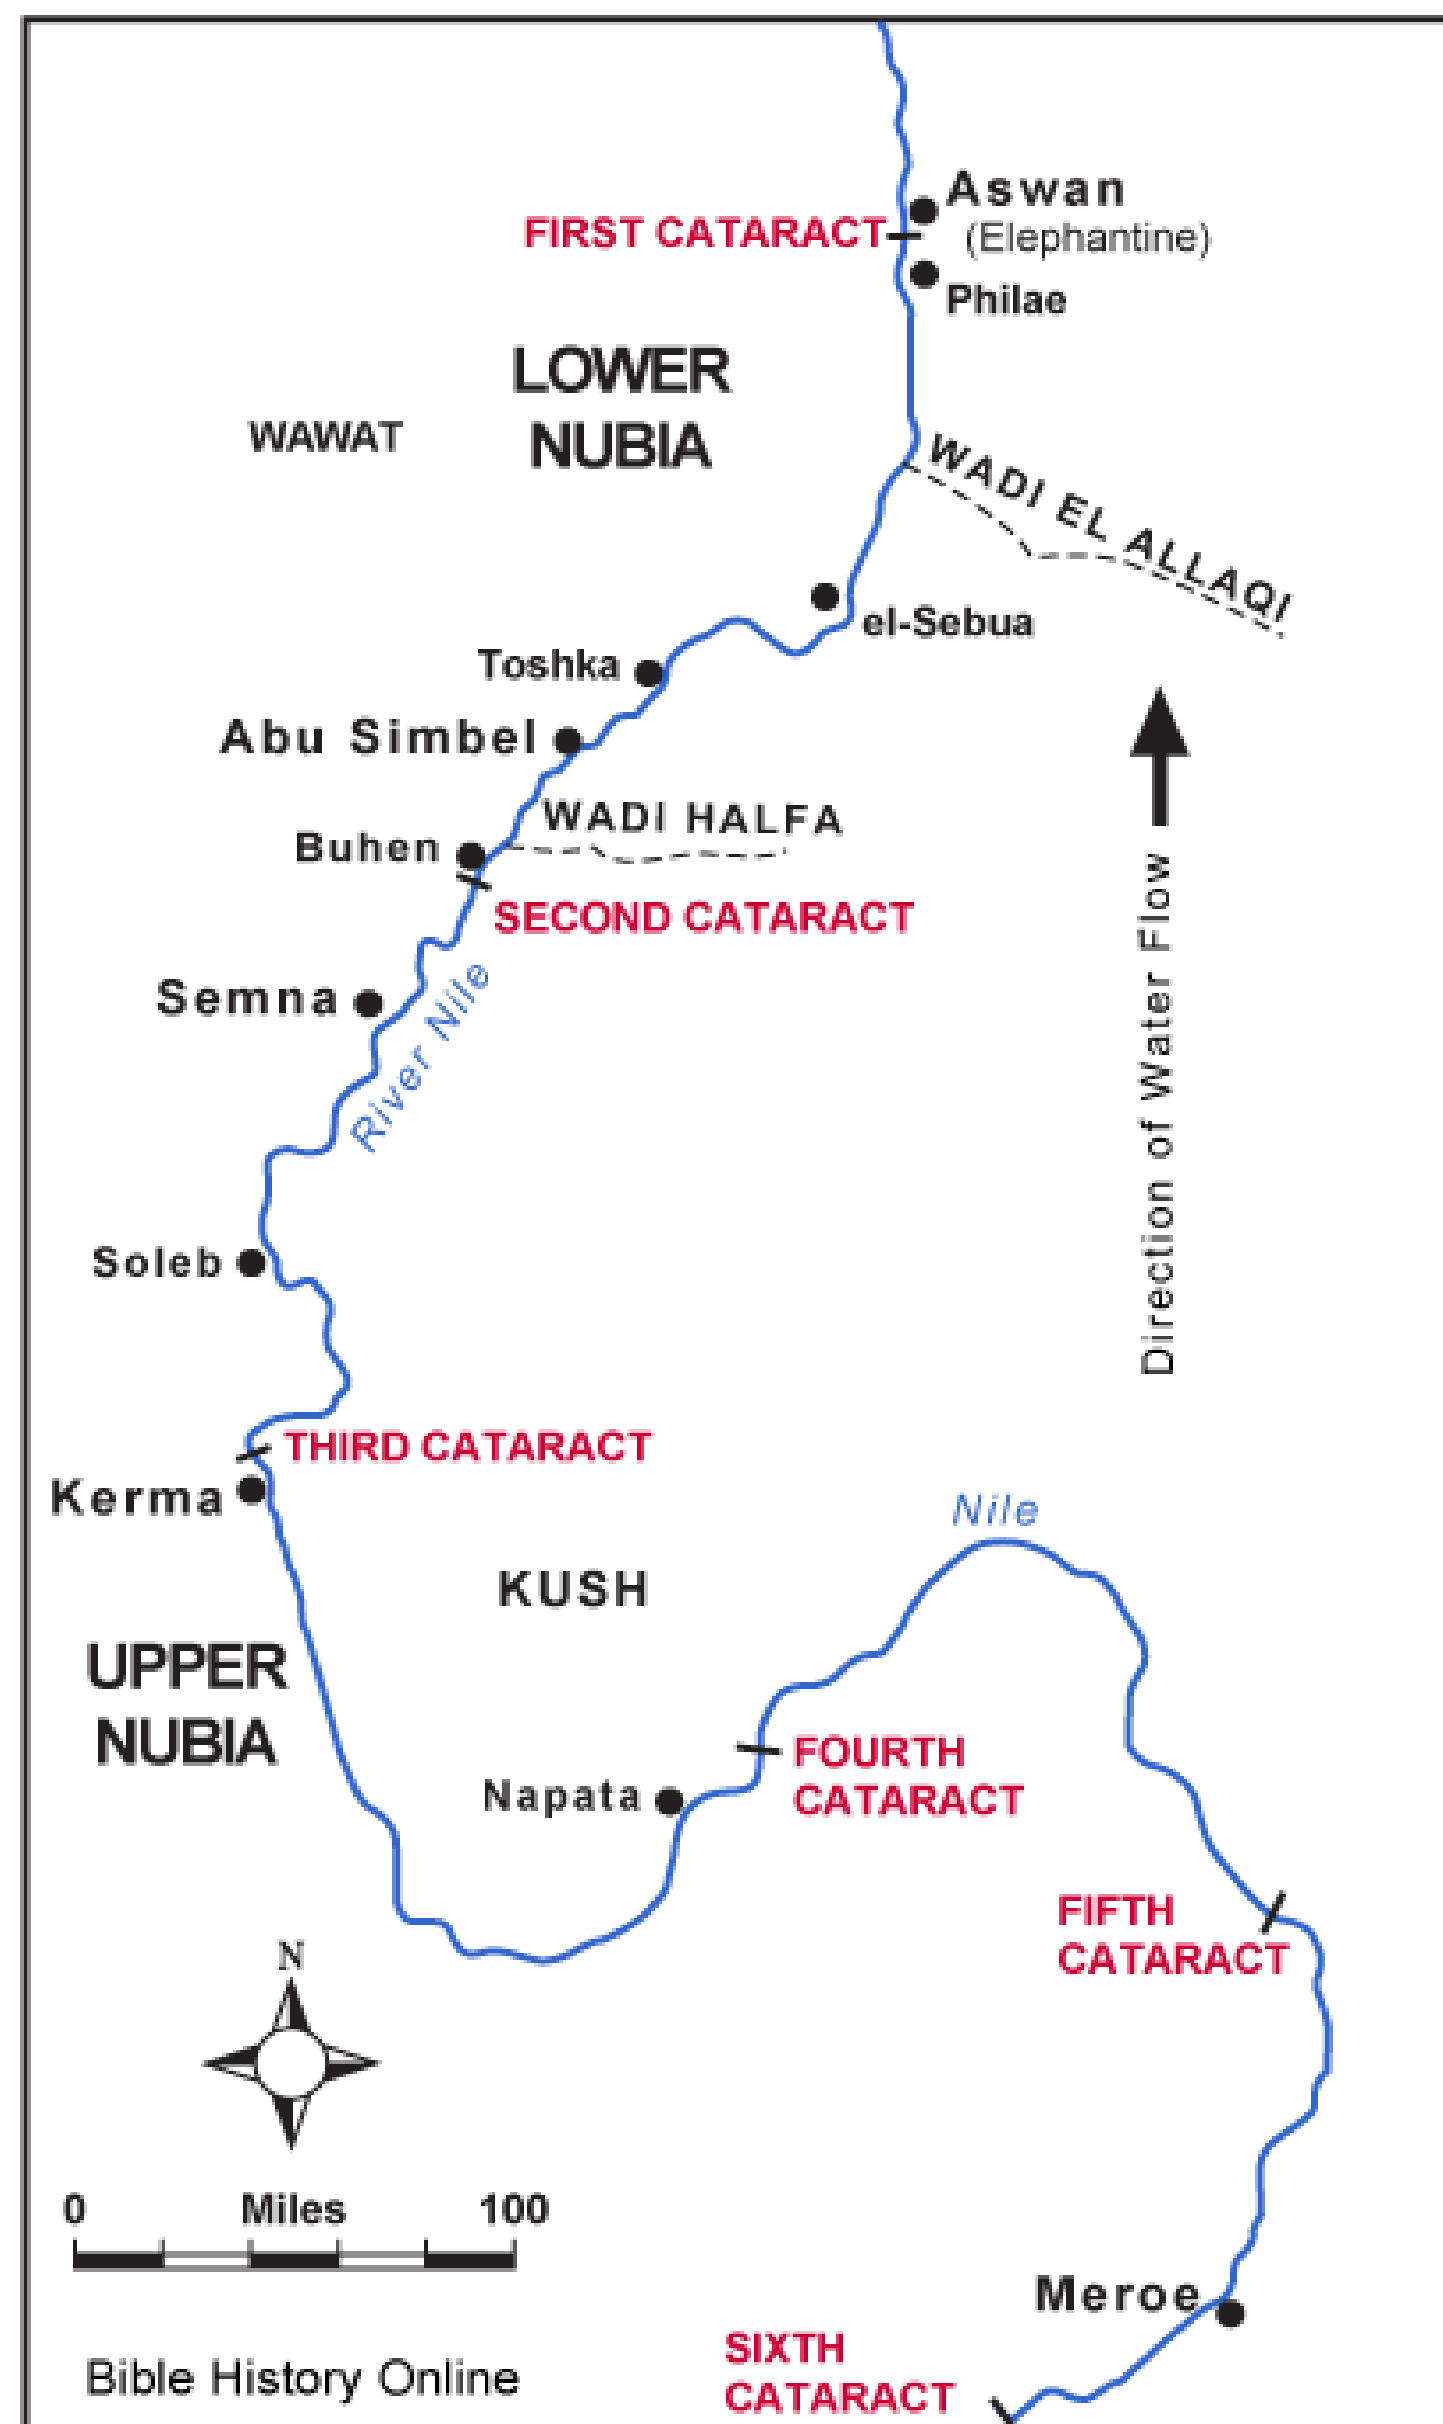 Aswan
FIRST CATARACT
(Elephantine)
Philae
LOWER
NUBIA
WAWAT
WADI EL ALLAQI
el-Sebua
Toshka
Abu Simbel
WADI HALFA
Buhen
SECOND CATARACT
Semna
River Nile
Direction of Water Flow
Soleb
THIRD CATARACT
Kerma
Nile
KUSH
UPPER
NUBIA
FOURTH
CATARACT
Napata
FIFTH
CATARACT
N
0 Miles 100
Meroe
SIXTH
CATARACT
Bible History Online